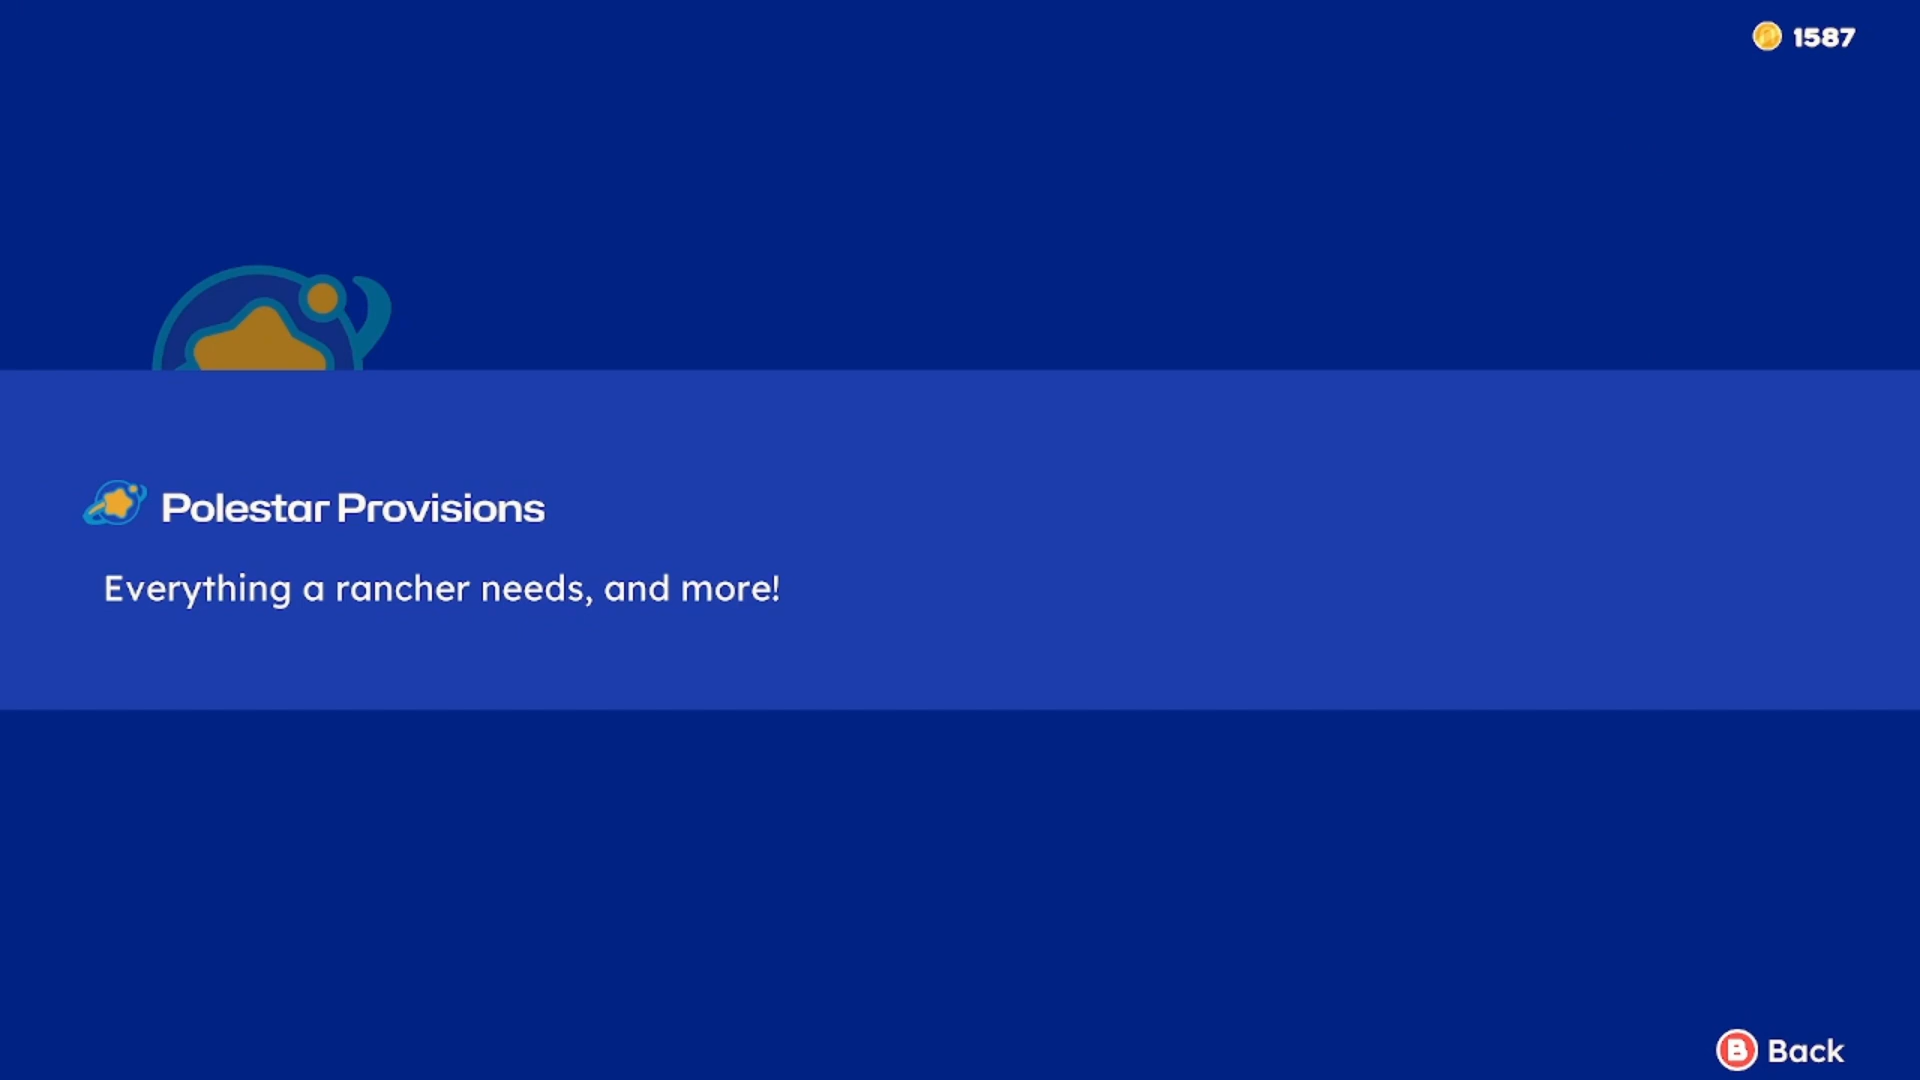 1587
Polestar Provisions
Everything a rancher needs, and more!
B Back